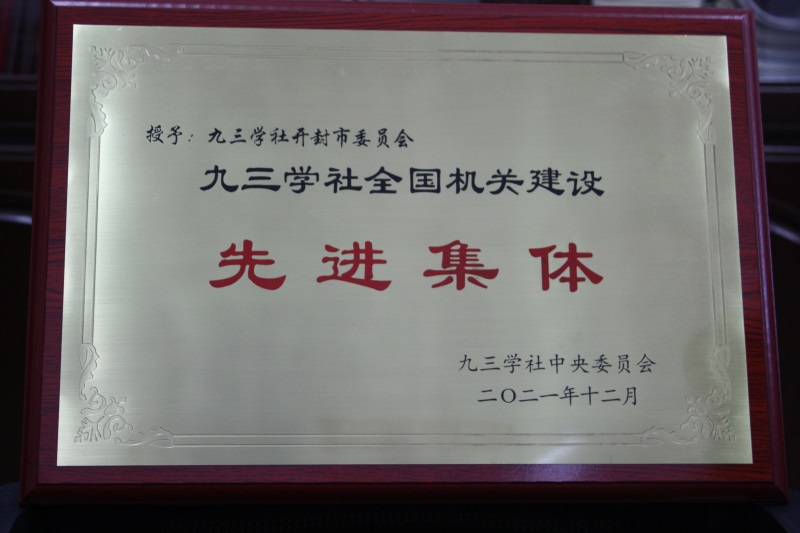 授予：九三学社开封市委员会
九三学社全国机关建设
先进集体
九三学社中央委员会
二〇二一年十二月